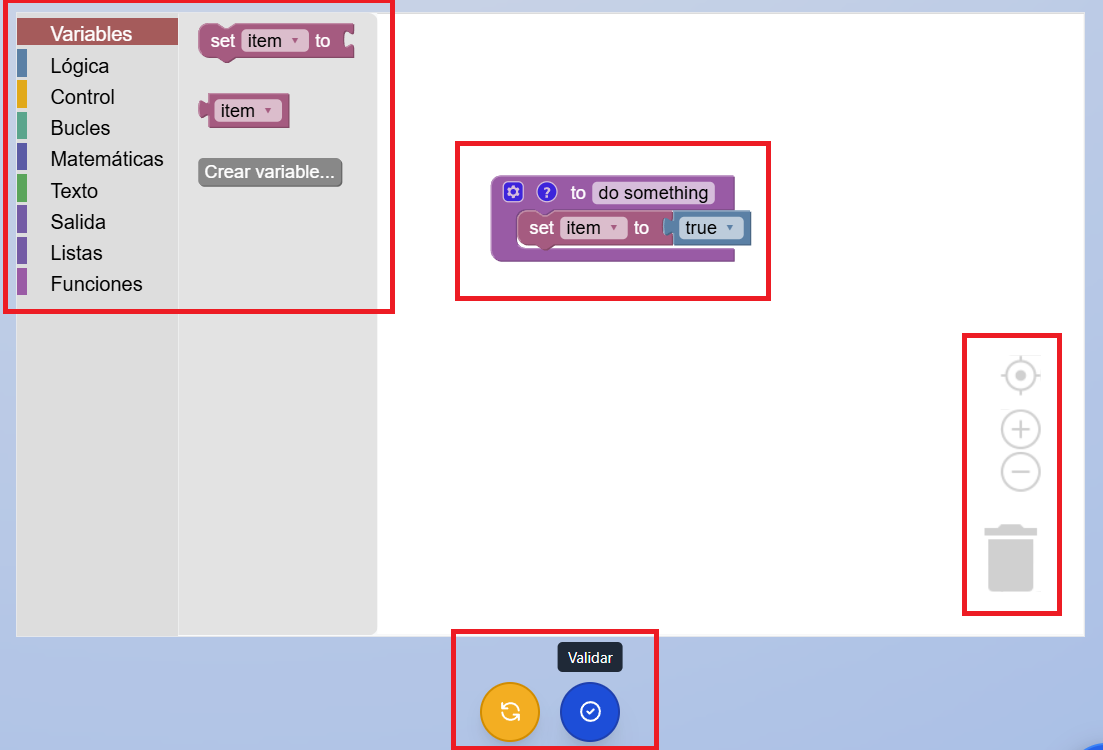 Variables
Lógica
Control
Bucles
Matemáticas
Texto
Salida
Listas
Funciones
set item to
item
Crear variable...
? to do something
set item to true
Validar